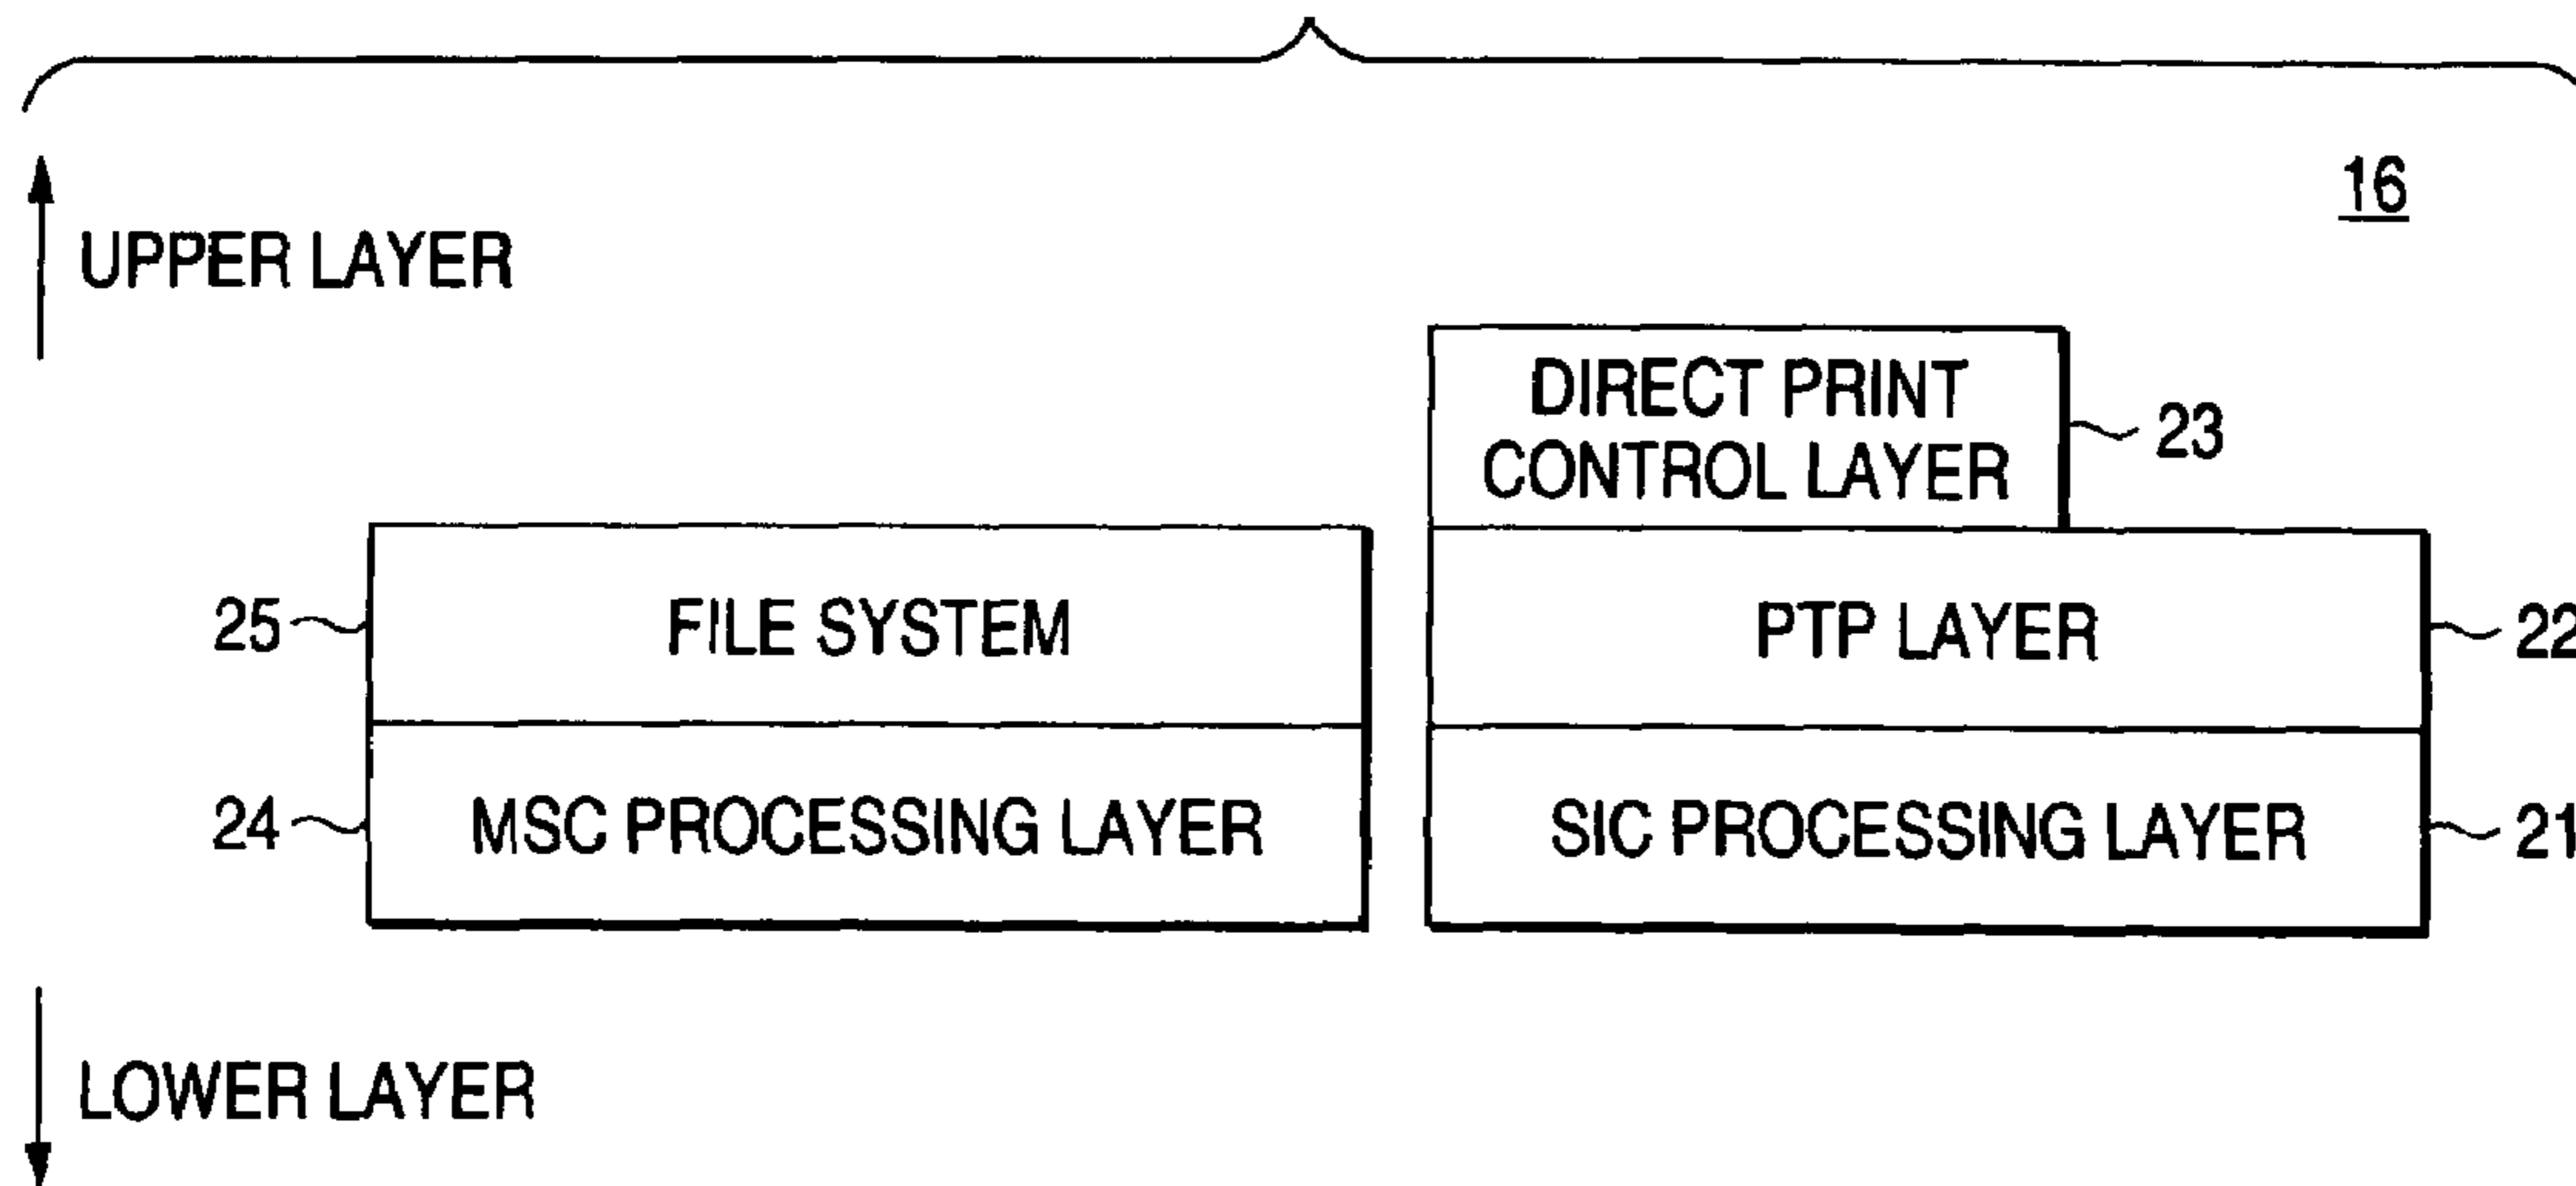 16
UPPER LAYER
DIRECT PRINT
CONTROL LAYER
23
25
FILE SYSTEM
PTP LAYER
22
24
MSC PROCESSING LAYER
SIC PROCESSING LAYER
21
LOWER LAYER